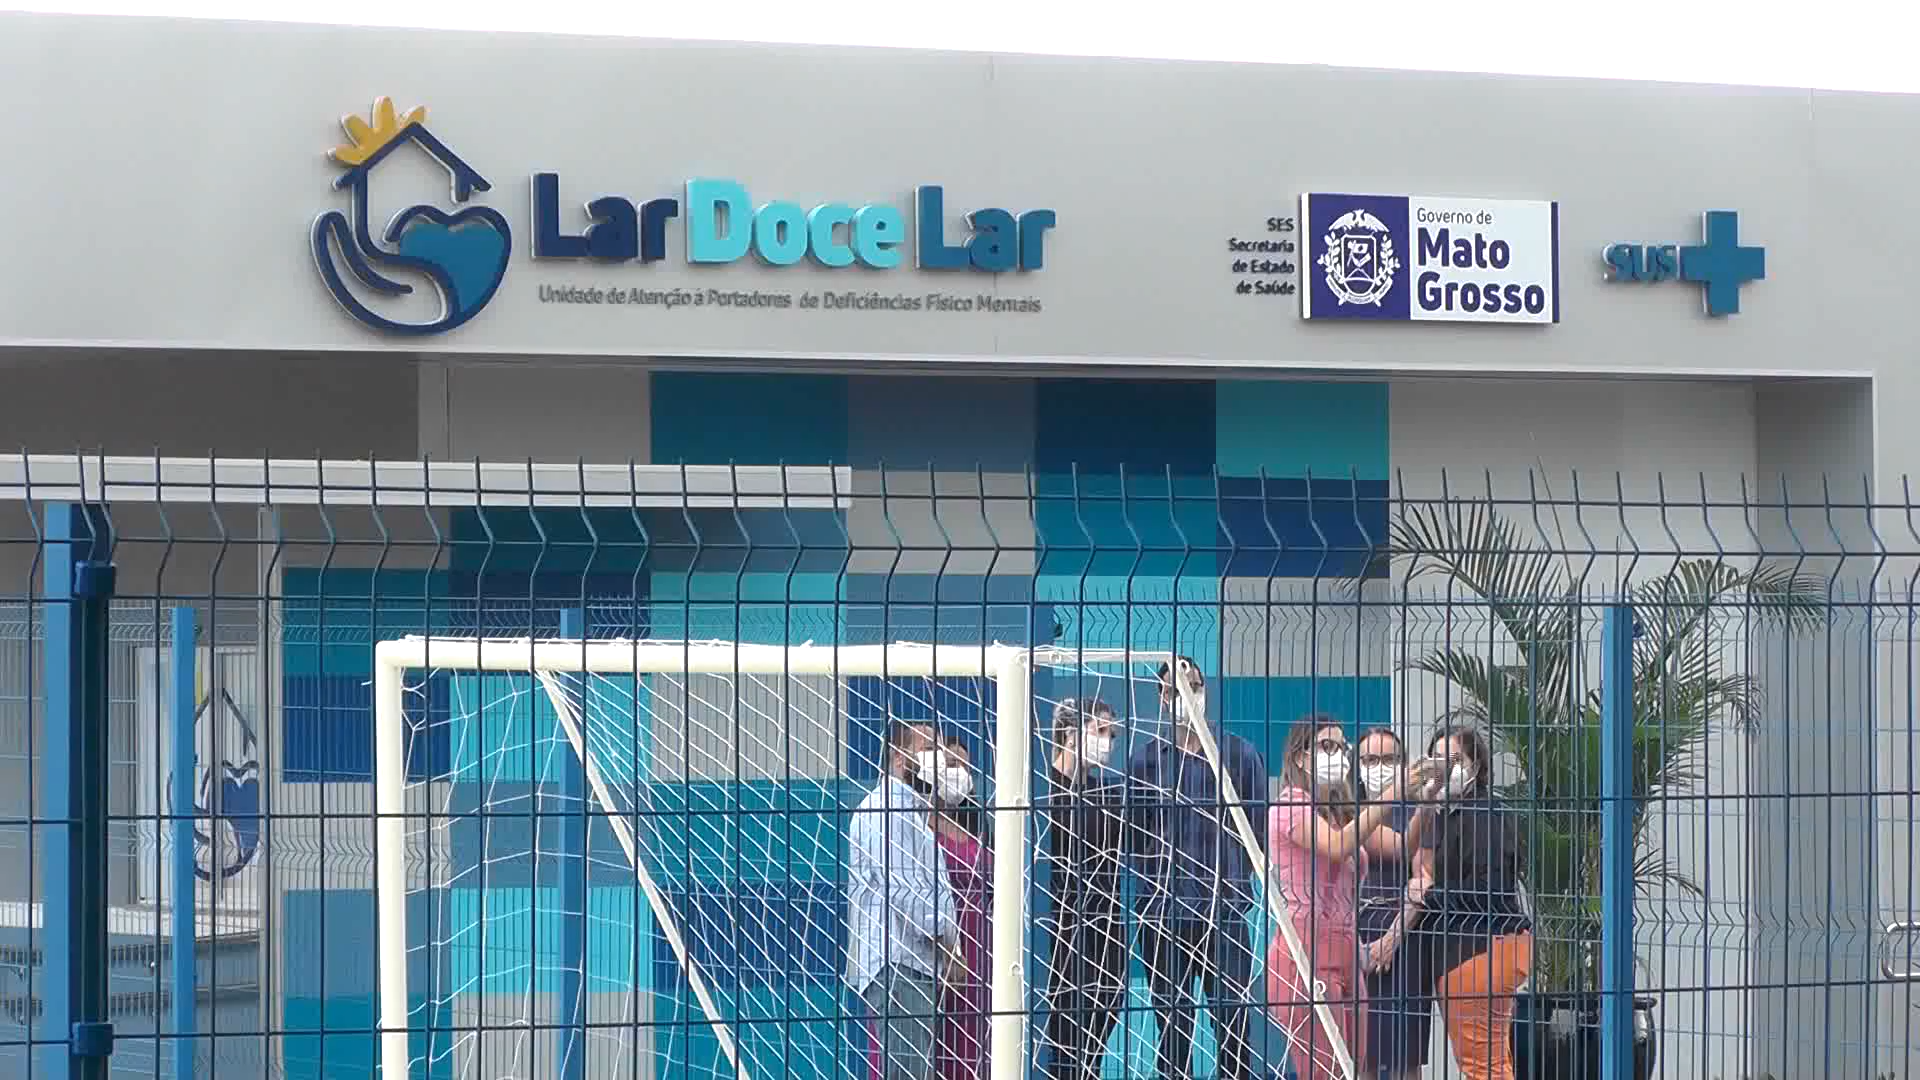 Lar Doce Lar
Unidade de Atenção à Portadores de Deficiências Físico Mentais
SES
Secretaria
de Estado
de Saúde
Governo de
Mato
Grosso
SUS